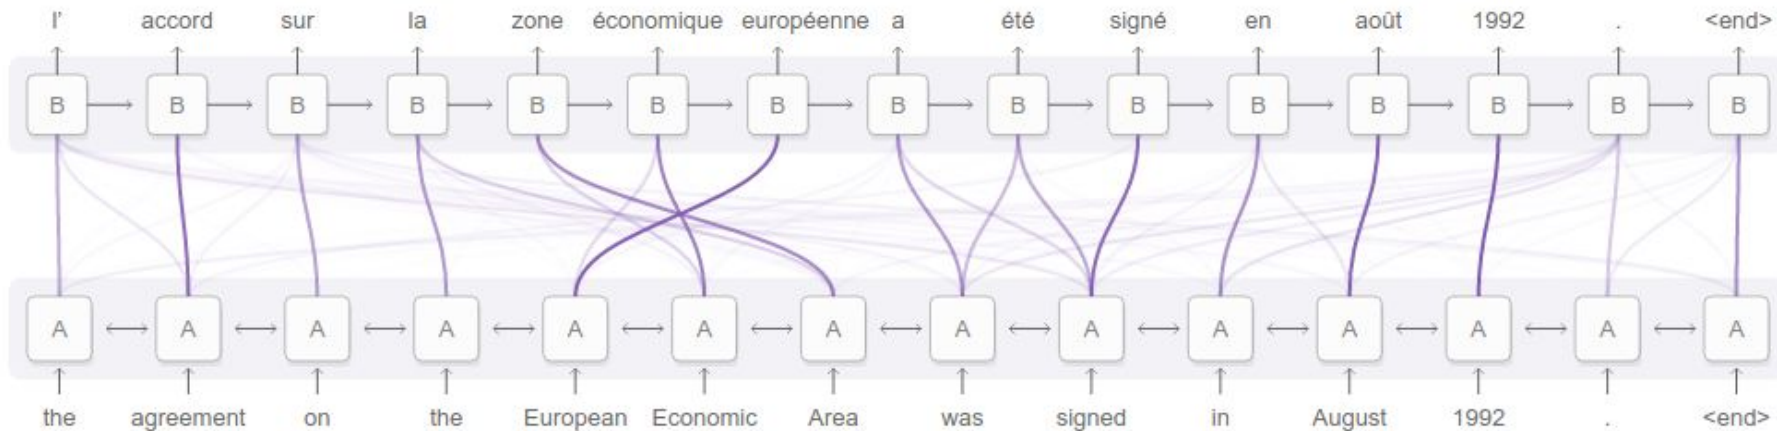 l' accord sur la zone économique européenne a été signé en août 1992 . <end>
B B B B B B B B B B B B B B B
A A A A A A A A A A A A A A
the agreement on the European Economic Area was signed in August 1992 . <end>